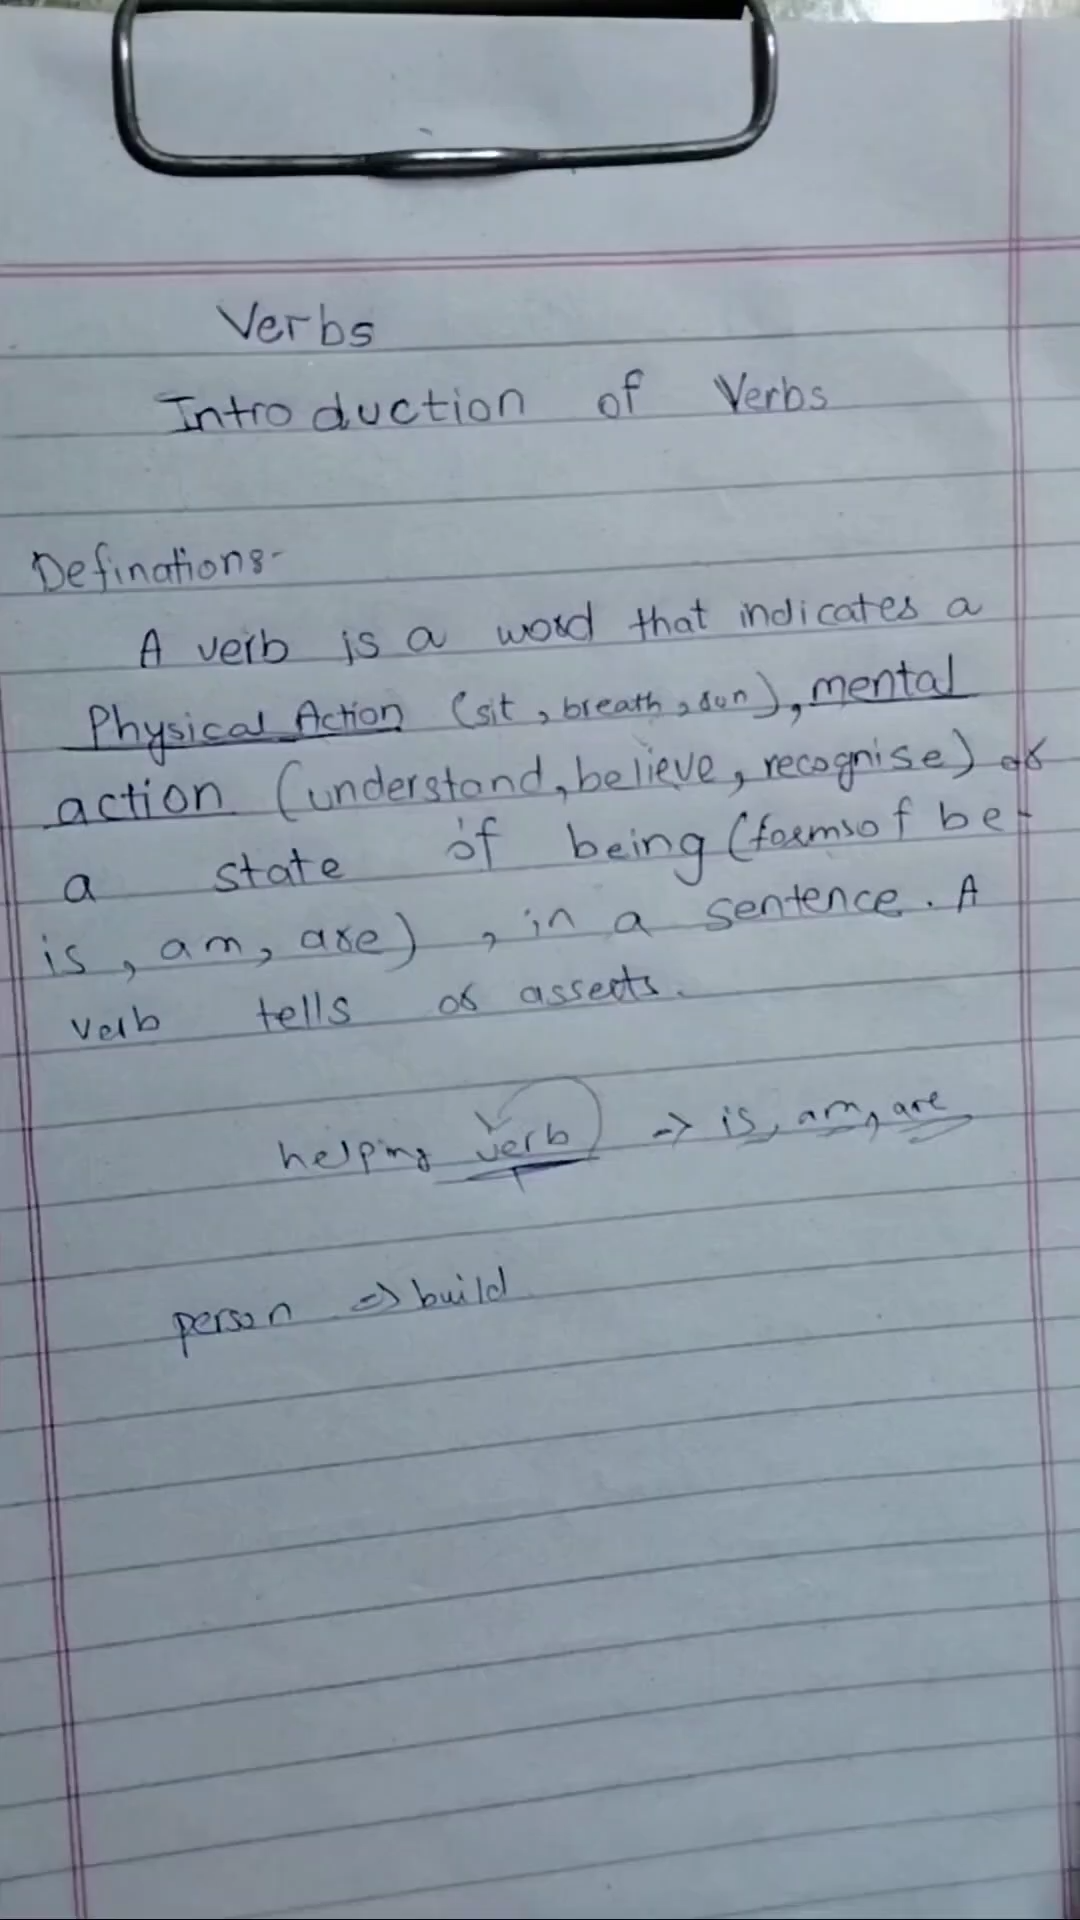 Verbs
Introduction of Verbs
Definations-
A verb is a word that indicates a
Physical Action (sit, breath, run), mental
action (understand, believe, recognise) or
a state of being (forms of be-
is, am, are), in a sentence. A
verb tells or asserts.
helping verb -> is, am, are
person => build